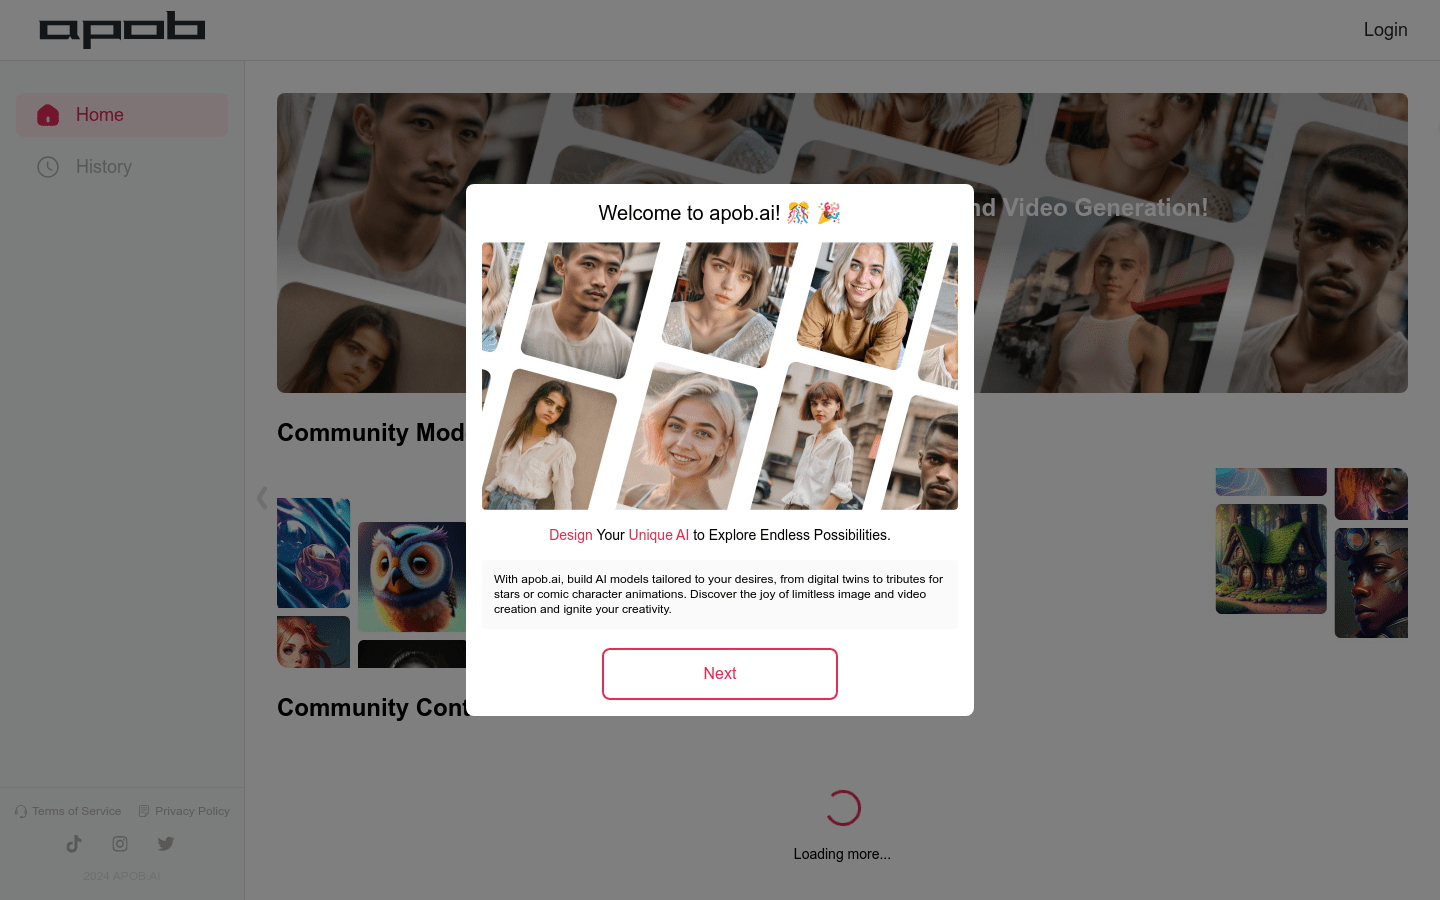 apob
Login
Home
History
nd Video Generation!
Welcome to apob.ai! 🎊 🎉
Community Mod
Design Your Unique AI to Explore Endless Possibilities.
With apob.ai, build AI models tailored to your desires, from digital twins to tributes for
stars or comic character animations. Discover the joy of limitless image and video
creation and ignite your creativity.
Next
Community Cont
Loading more...
Terms of Service
Privacy Policy
2024 APOB.AI